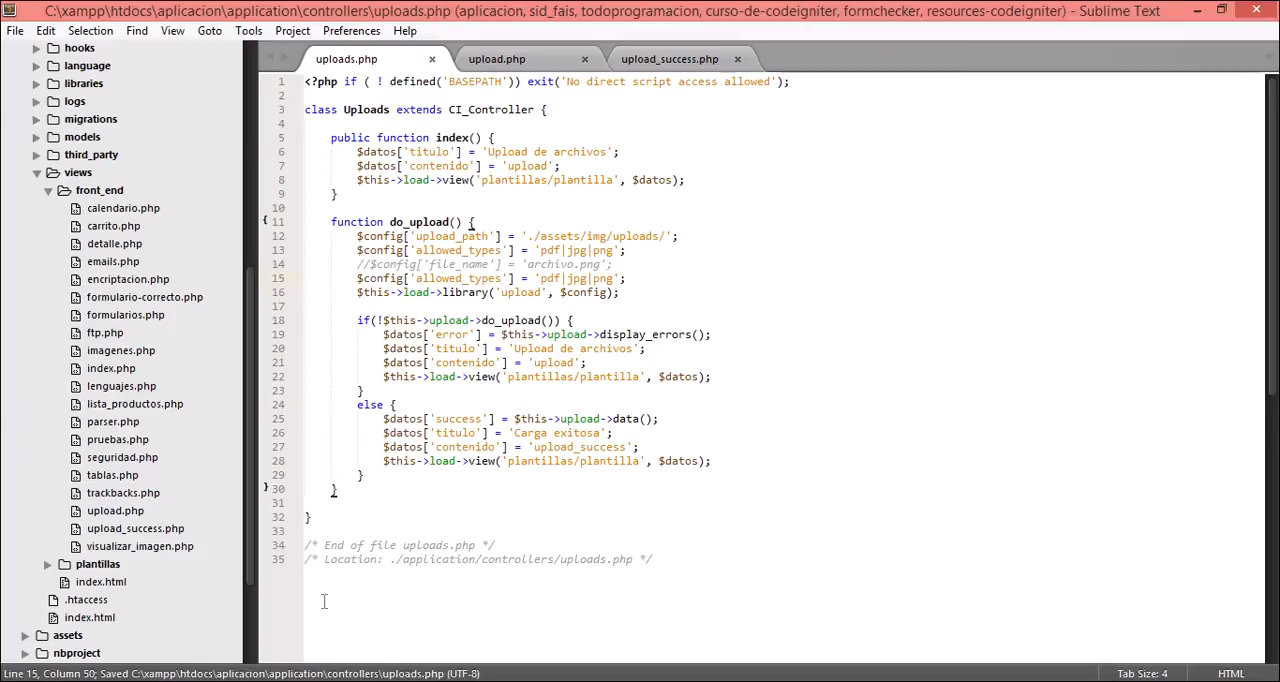 C:\xampp\htdocs\aplicacion\application\controllers\uploads.php (aplicacion, sid_fais, todoprogramacion, curso-de-codeigniter, formchecker, resources-codeigniter) - Sublime Text
File Edit Selection Find View Goto Tools Project Preferences Help
hooks
language
libraries
logs
migrations
models
third_party
views
front_end
calendario.php
carrito.php
detalle.php
emails.php
encriptacion.php
formulario-correcto.php
formularios.php
ftp.php
imagenes.php
index.php
lenguajes.php
lista_productos.php
parser.php
pruebas.php
seguridad.php
tablas.php
trackbacks.php
upload.php
upload_success.php
visualizar_imagen.php
plantillas
index.html
.htaccess
index.html
assets
nbproject
uploads.php upload.php upload_success.php
1 <?php if ( ! defined('BASEPATH')) exit('No direct script access allowed');
2
3 class Uploads extends CI_Controller {
4
5 public function index() {
6 $datos['titulo'] = 'Upload de archivos';
7 $datos['contenido'] = 'upload';
8 $this->load->view('plantillas/plantilla', $datos);
9 }
10
11 function do_upload() {
12 $config['upload_path'] = './assets/img/uploads/';
13 $config['allowed_types'] = 'pdf|jpg|png';
14 //$config['file_name'] = 'archivo.png';
15 $config['allowed_types'] = 'pdf|jpg|png';
16 $this->load->library('upload', $config);
17
18 if(!$this->upload->do_upload()) {
19 $datos['error'] = $this->upload->display_errors();
20 $datos['titulo'] = 'Upload de archivos';
21 $datos['contenido'] = 'upload';
22 $this->load->view('plantillas/plantilla', $datos);
23 }
24 else {
25 $datos['success'] = $this->upload->data();
26 $datos['titulo'] = 'Carga exitosa';
27 $datos['contenido'] = 'upload_success';
28 $this->load->view('plantillas/plantilla', $datos);
29 }
30 }
31
32 }
33
34 /* End of file uploads.php */
35 /* Location: ./application/controllers/uploads.php */
Line 15, Column 50; Saved C:\xampp\htdocs\aplicacion\application\controllers\uploads.php (UTF-8) Tab Size: 4 HTML